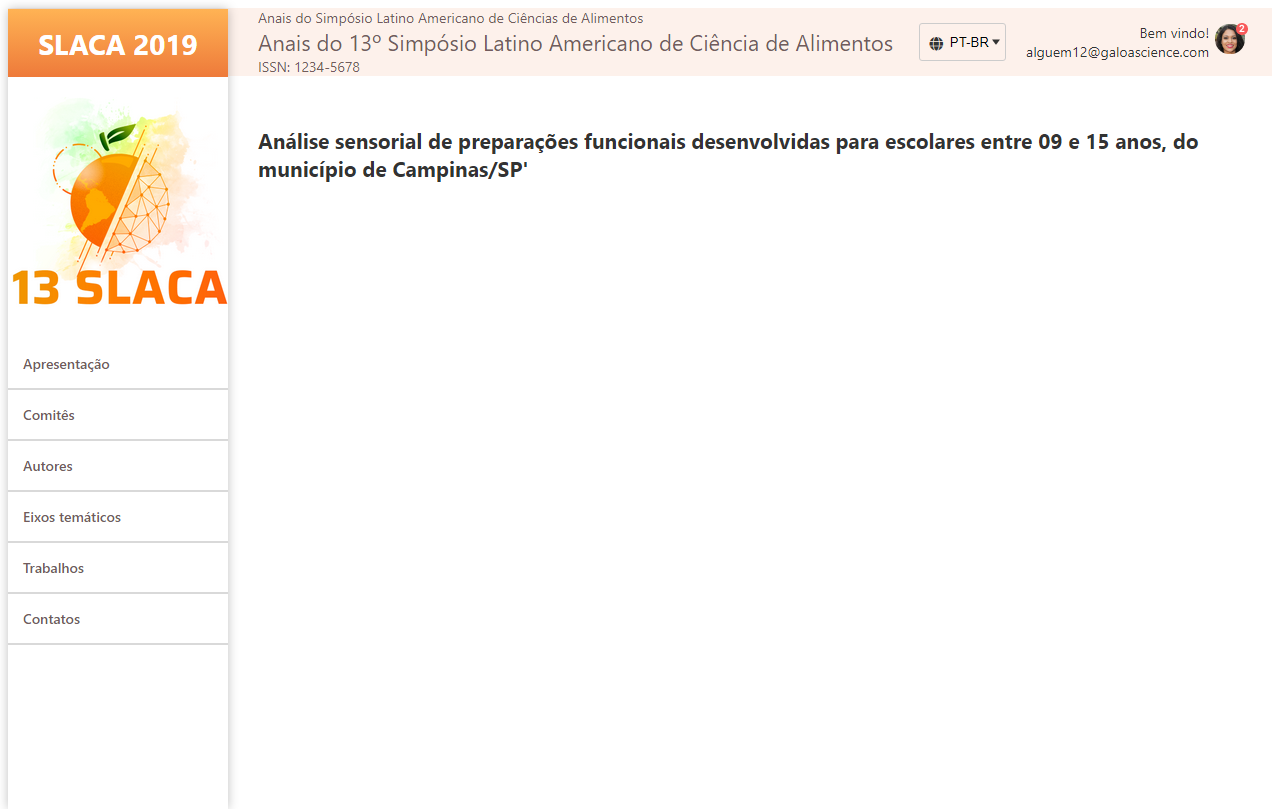 SLACA 2019
Anais do Simpósio Latino Americano de Ciências de Alimentos
Anais do 13º Simpósio Latino Americano de Ciência de Alimentos
ISSN: 1234-5678
PT-BR
Bem vindo!
alguem12@galoascience.com
2
13 SLACA
Apresentação
Comitês
Autores
Eixos temáticos
Trabalhos
Contatos
Análise sensorial de preparações funcionais desenvolvidas para escolares entre 09 e 15 anos, do
município de Campinas/SP'